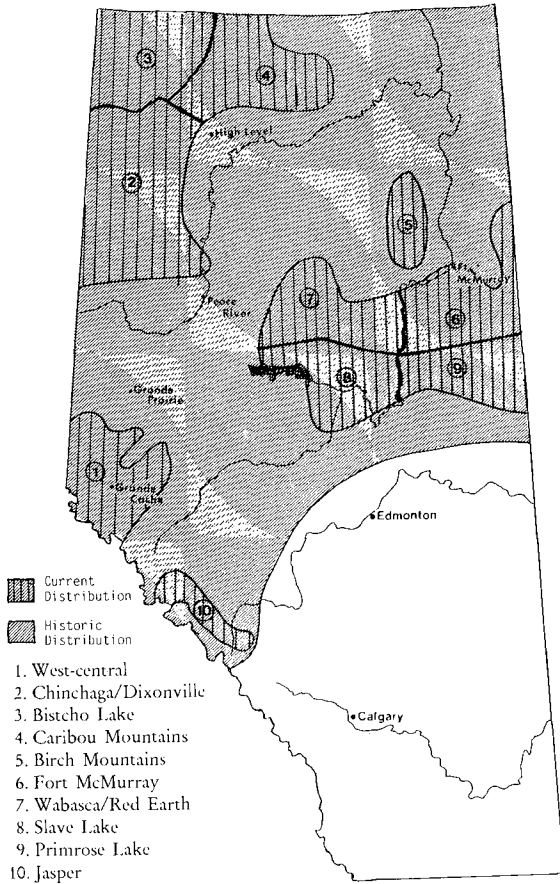 3
4
High Level
2
5
Fort
McMurray
Peace
River
7
6
8
9
Grande
Prairie
1
Grande
Cache
Edmonton
Current
Distribution
10
Historic
Distribution
1. West-central
2. Chinchaga/Dixonville
3. Bistcho Lake
4. Caribou Mountains
5. Birch Mountains
6. Fort McMurray
7. Wabasca/Red Earth
8. Slave Lake
9. Primrose Lake
10. Jasper
Calgary